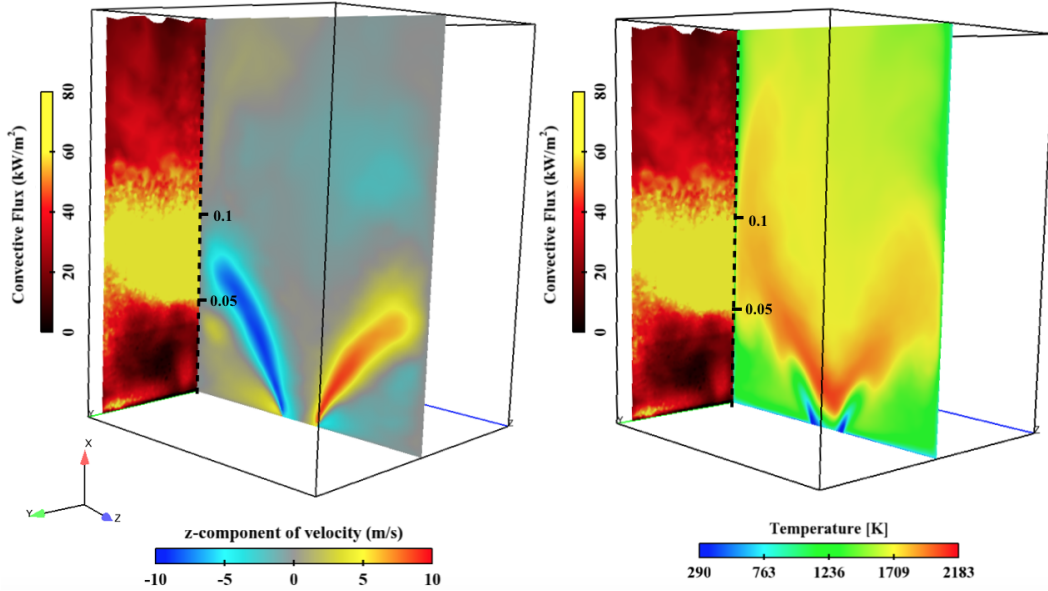 Convective Flux (kW/m²)
80
60
40
20
0
0.1
0.05
Y
Z
X
Y
Z
z-component of velocity (m/s)
-10
-5
0
5
10
Convective Flux (kW/m²)
80
60
40
20
0
0.1
0.05
Y
Z
Temperature [K]
290
763
1236
1709
2183